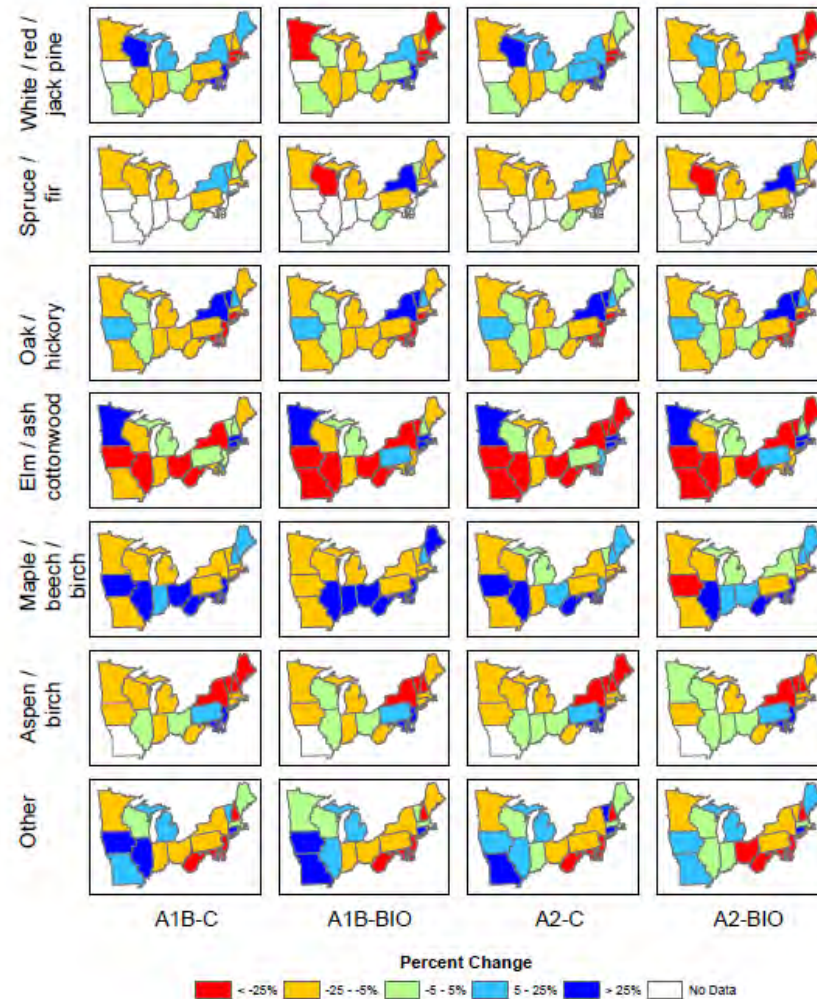 White / red /
jack pine
Spruce /
fir
Oak /
hickory
Elm / ash
cottonwood
Maple /
beech /
birch
Aspen /
birch
Other
A1B-C
A1B-BIO
A2-C
A2-BIO
Percent Change
< -25%
-25 - -5%
-5 - 5%
5 - 25%
> 25%
No Data